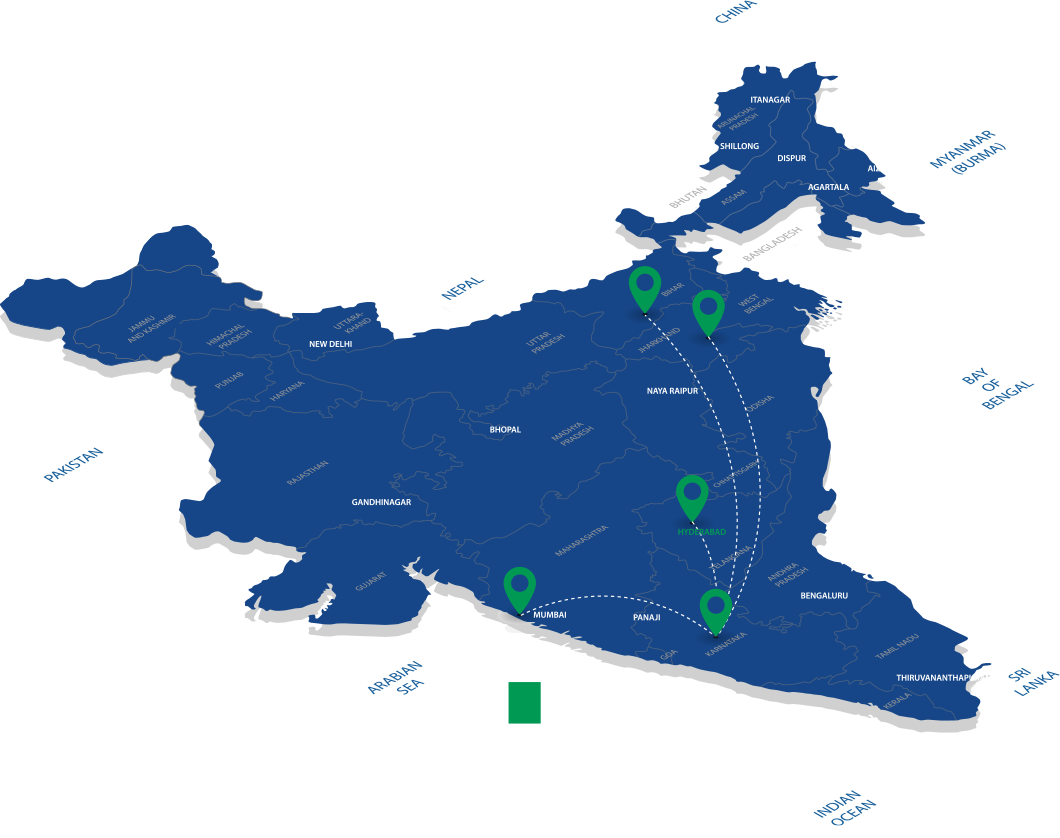 CHINA
ITANAGAR
ARUNACHAL
PRADESH
SHILLONG
DISPUR
MYANMAR
(BURMA)
AGARTALA
ASSAM
BHUTAN
BANGLADESH
NEPAL
BIHAR
WEST
BENGAL
JAMMU
AND KASHMIR
HIMACHAL
PRADESH
UTTARA-
KHAND
NEW DELHI
UTTAR
PRADESH
JHARKHAND
PUNJAB
HARYANA
NAYA RAIPUR
ODISHA
BAY
OF
BENGAL
BHOPAL
MADHYA
PRADESH
PAKISTAN
RAJASTHAN
CHHATTISGARH
GANDHINAGAR
HYDERABAD
MAHARASHTRA
TELANGANA
ANDHRA
PRADESH
GUJARAT
BENGALURU
MUMBAI
PANAJI
KARNATAKA
GOA
TAMIL NADU
ARABIAN
SEA
THIRUVANANTHAPU
SRI
LANKA
KERALA
INDIAN
OCEAN